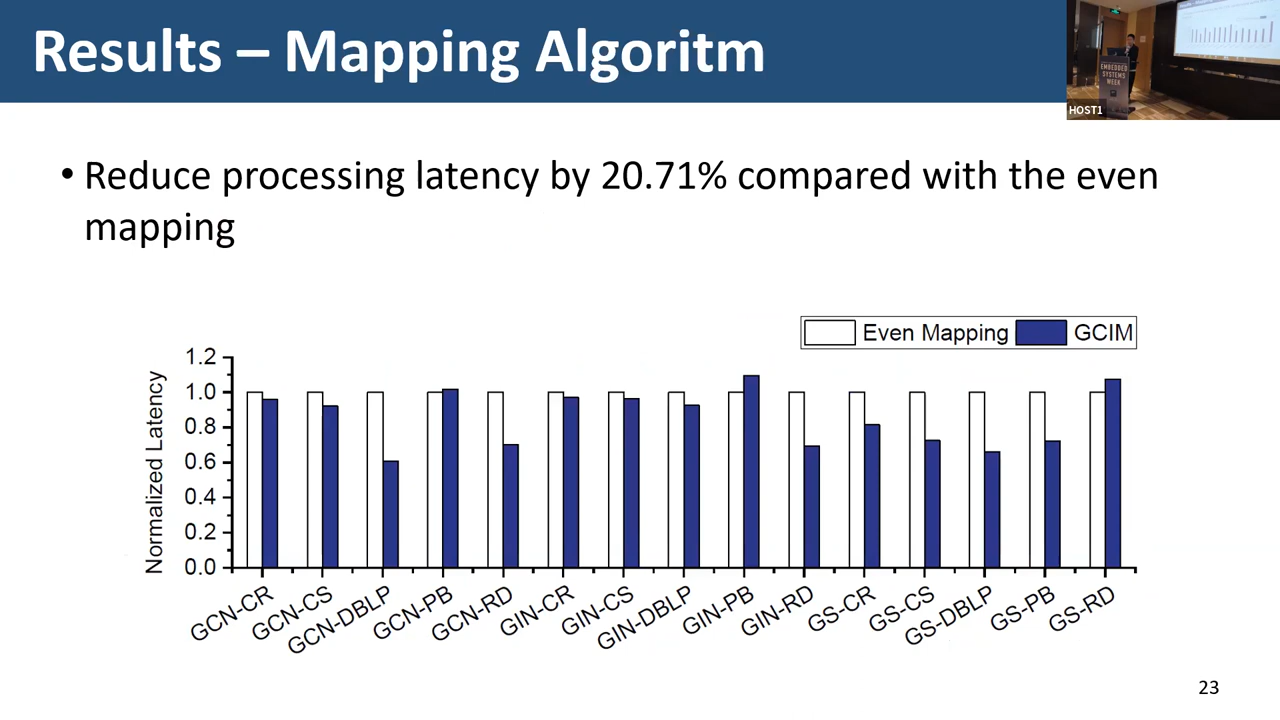 Results – Mapping Algoritm
EMBEDDED
SYSTEMS
WEEK
HOST1
• Reduce processing latency by 20.71% compared with the even
mapping
Even Mapping GCIM
Normalized Latency
1.2
1.0
0.8
0.6
0.4
0.2
0.0
GCN-CR
GCN-CS
GCN-DBLP
GCN-PB
GCN-RD
GIN-CR
GIN-CS
GIN-DBLP
GIN-PB
GIN-RD
GS-CR
GS-CS
GS-DBLP
GS-PB
GS-RD
23